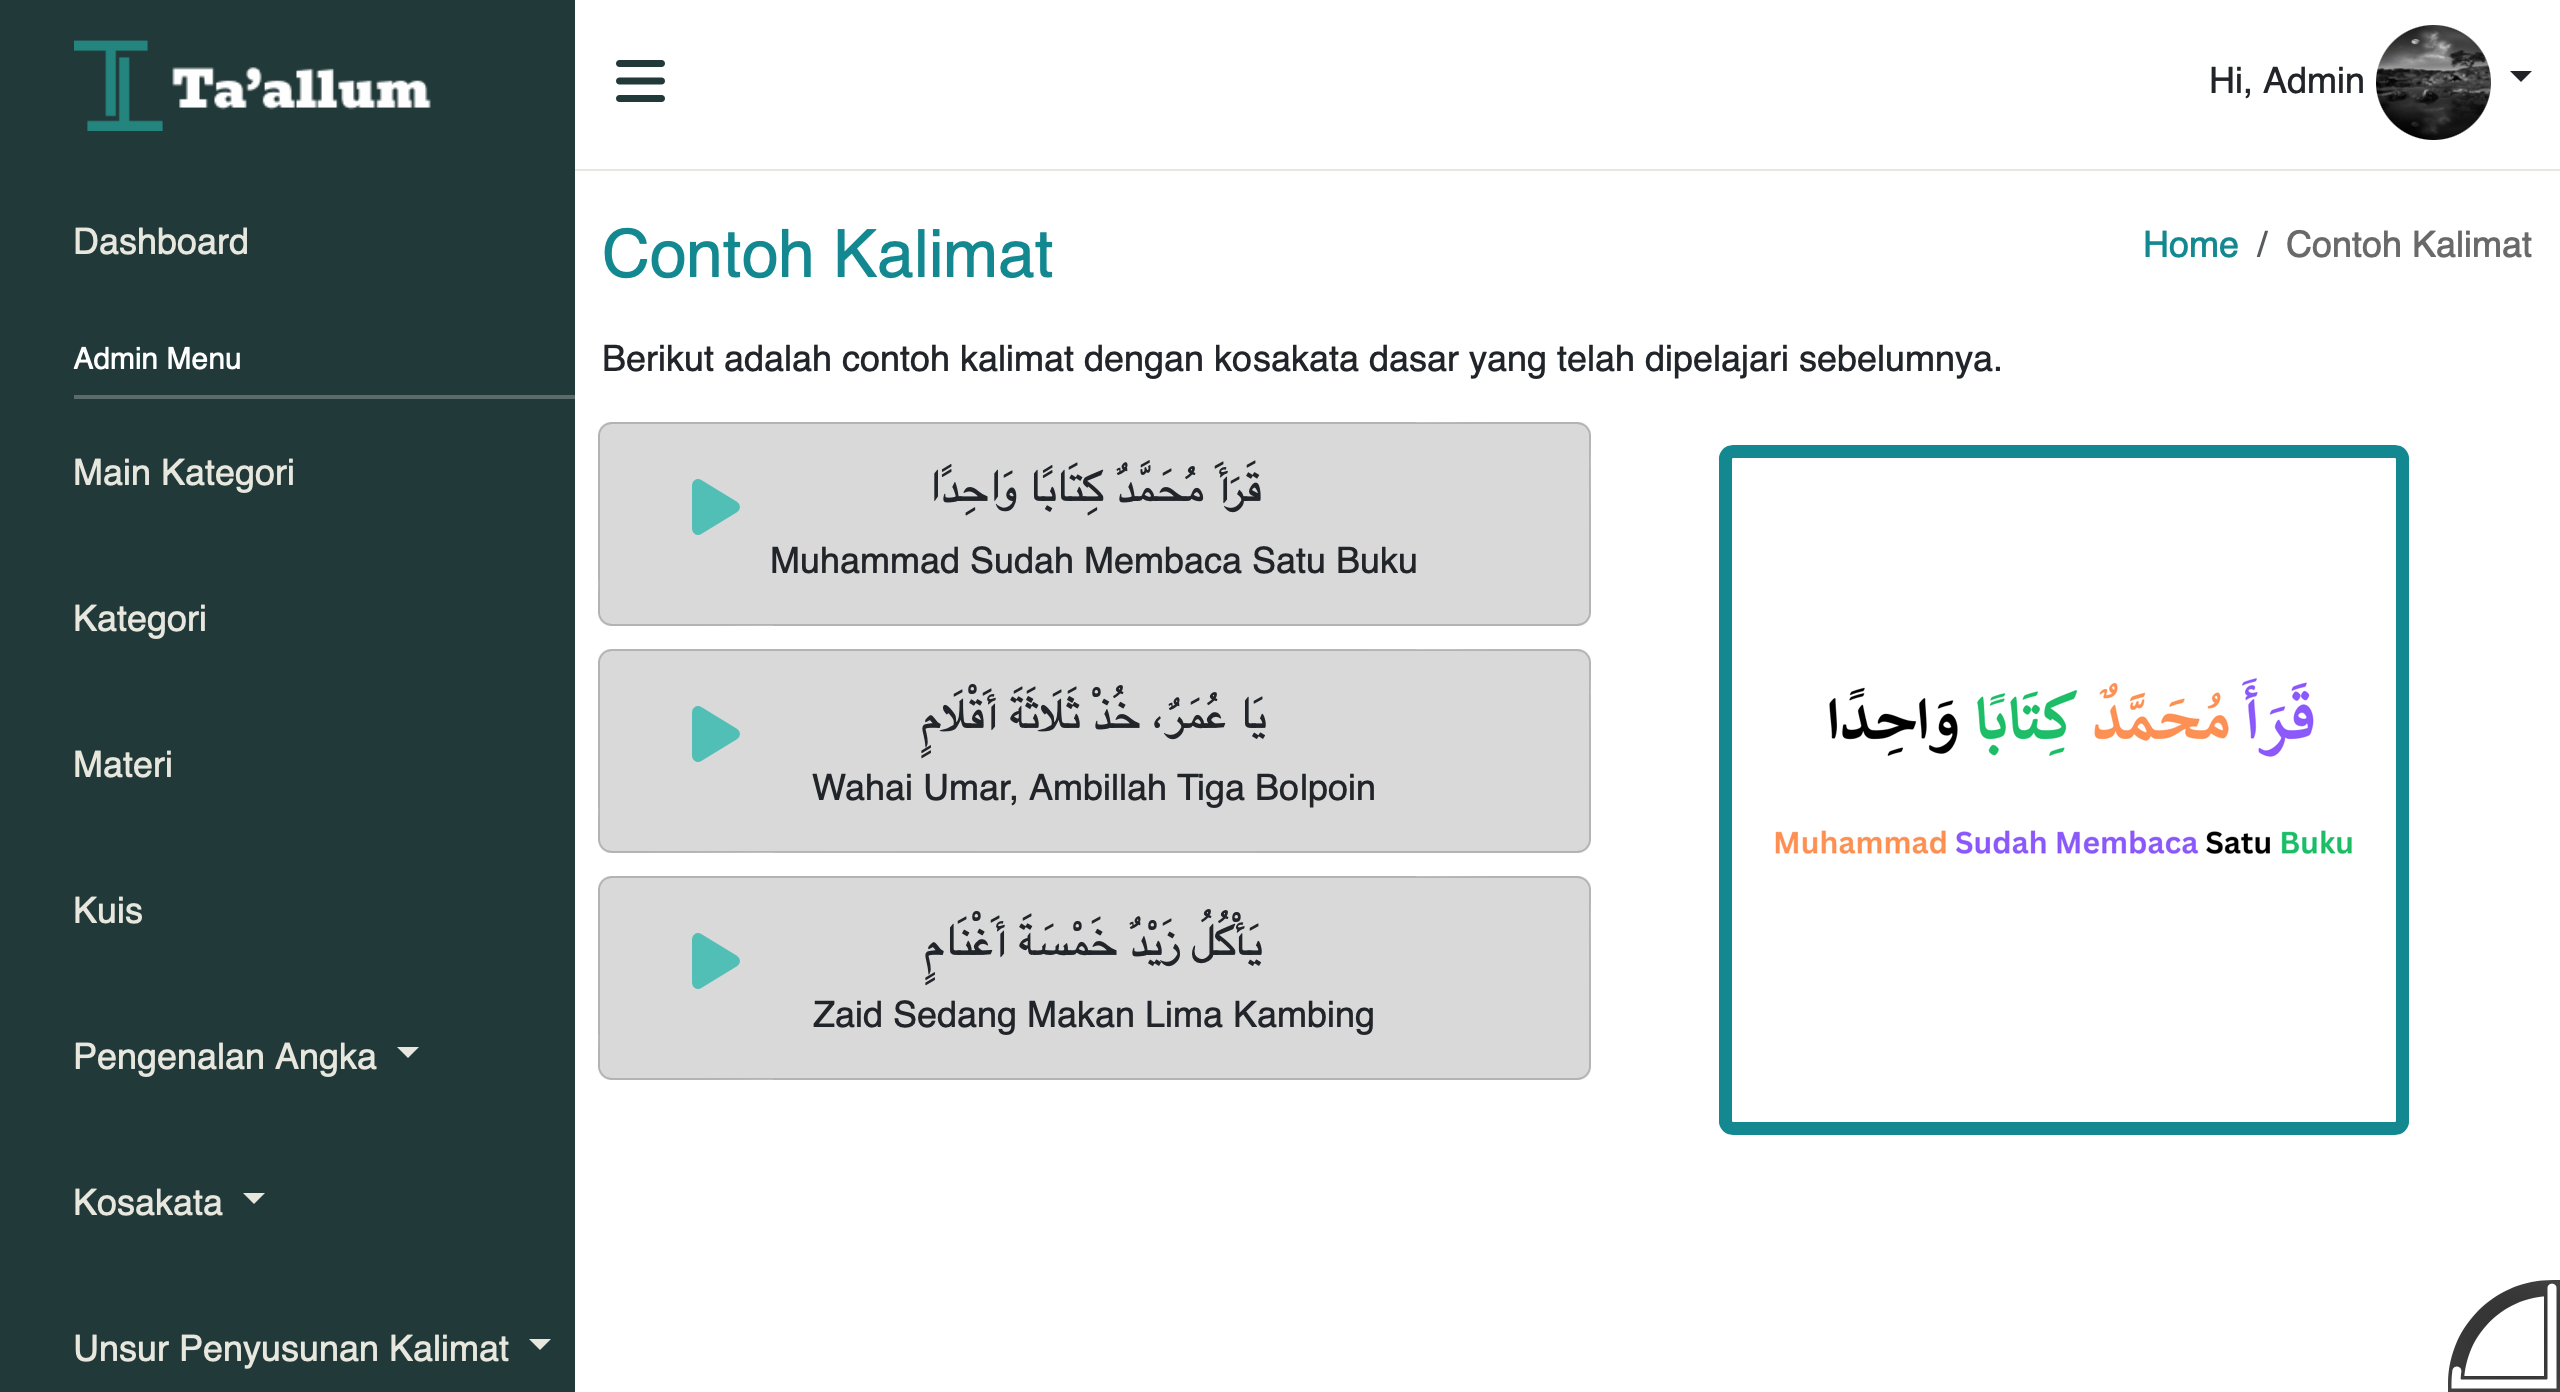 Ta'allum
Dashboard
Admin Menu
Main Kategori
Kategori
Materi
Kuis
Pengenalan Angka
Kosakata
Unsur Penyusunan Kalimat
Hi, Admin
Contoh Kalimat
Home / Contoh Kalimat
Berikut adalah contoh kalimat dengan kosakata dasar yang telah dipelajari sebelumnya.
قَرَأَ مُحَمَّدٌ كِتَابًا وَاحِدًا
Muhammad Sudah Membaca Satu Buku
يَا عُمَرٌ، خُذْ ثَلَاثَةَ أَقْلَامٍ
Wahai Umar, Ambillah Tiga Bolpoin
يَأْكُلُ زَيْدٌ خَمْسَةَ أَغْنَامٍ
Zaid Sedang Makan Lima Kambing
قَرَأَ مُحَمَّدٌ كِتَابًا وَاحِدًا
Muhammad Sudah Membaca Satu Buku